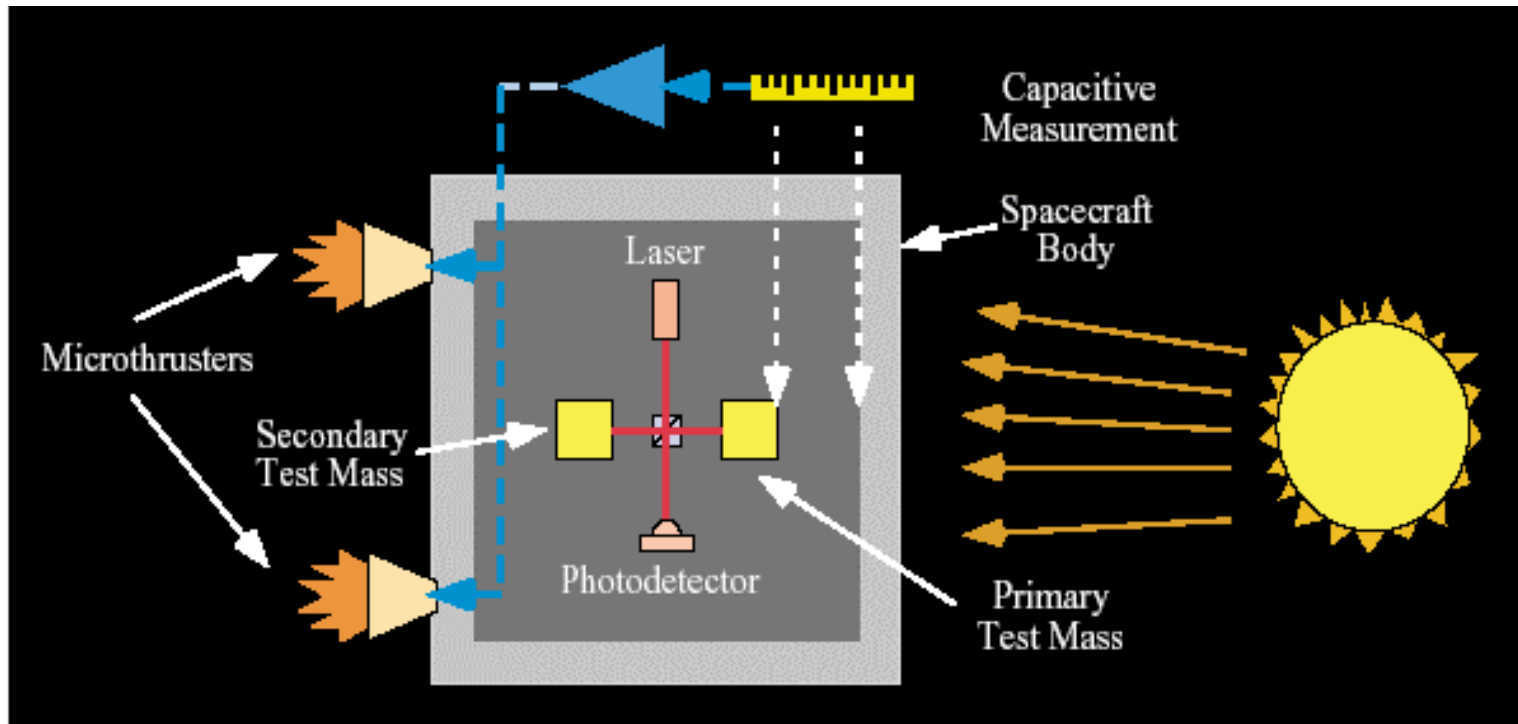 Capacitive
Measurement
Spacecraft
Body
Laser
Microthrusters
Secondary
Test Mass
Photodetector
Primary
Test Mass